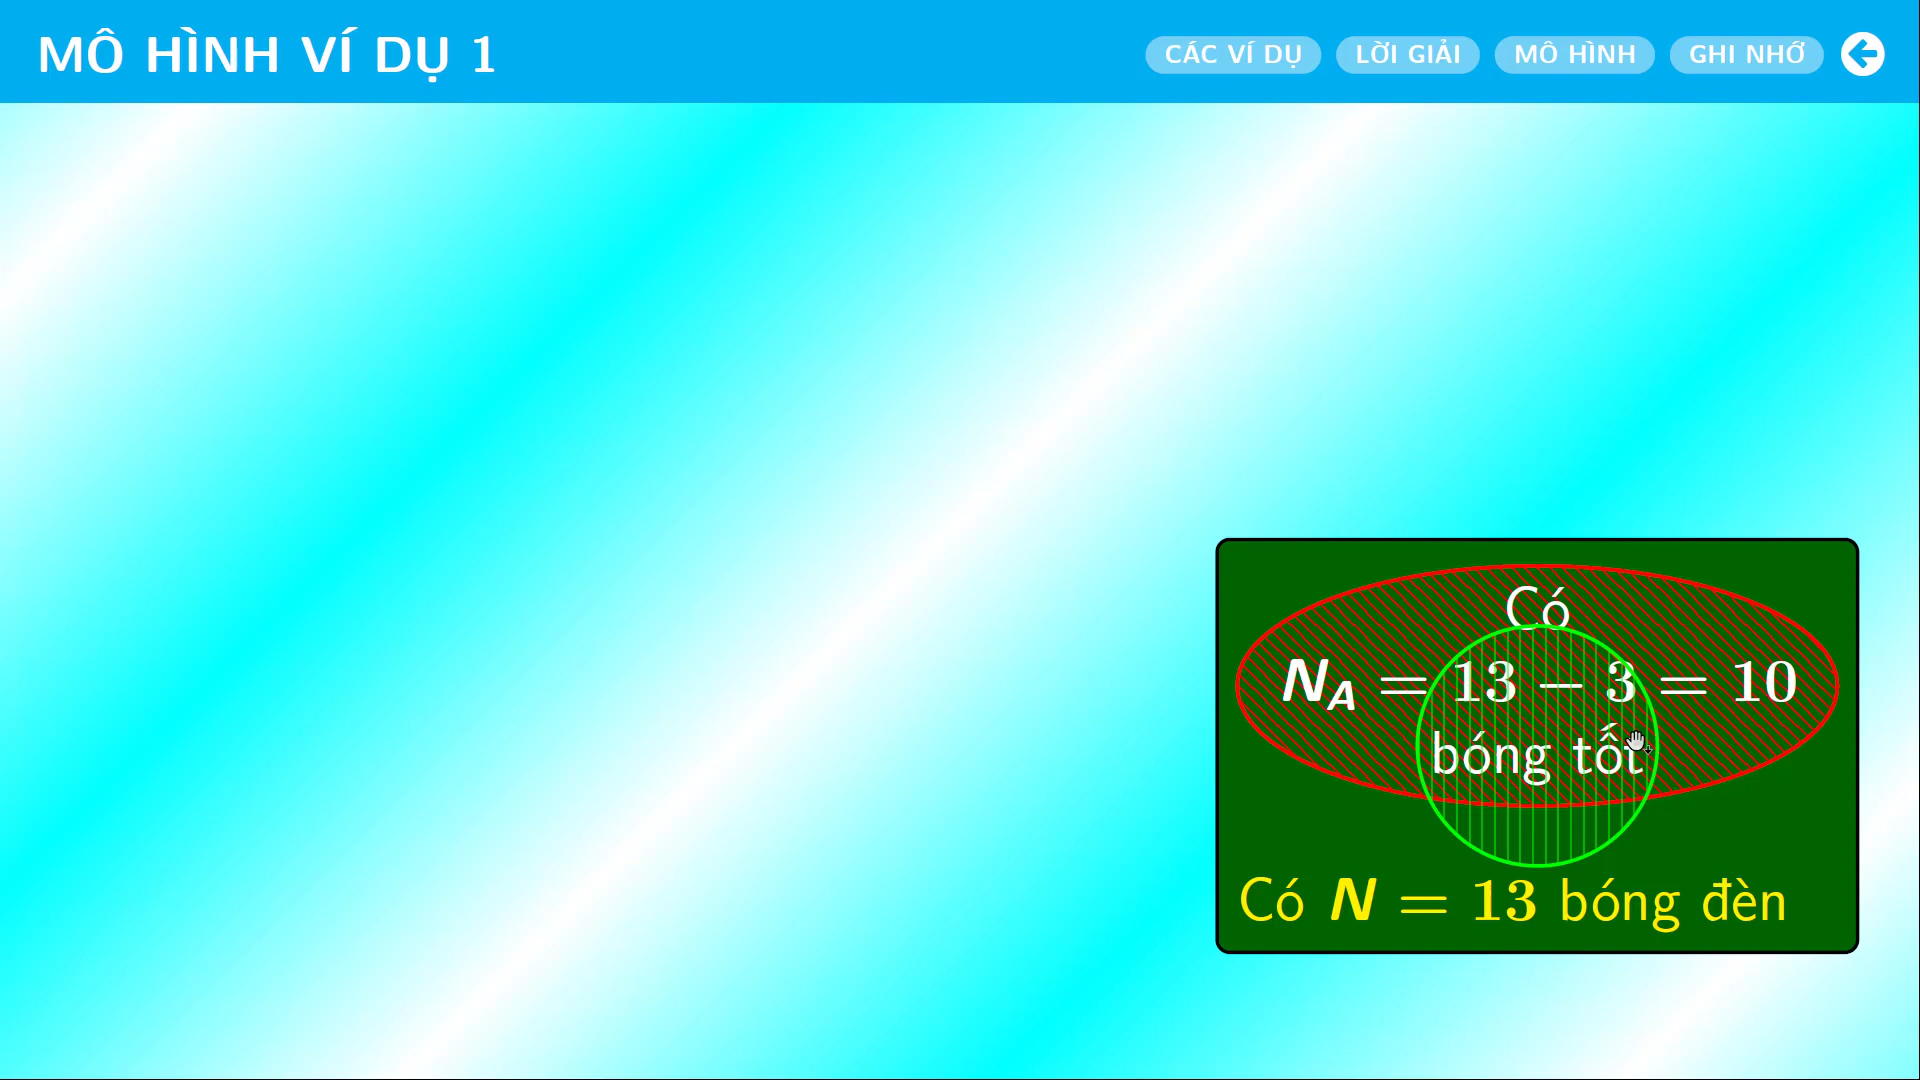 MÔ HÌNH VÍ DỤ 1
CÁC VÍ DỤ
LỜI GIẢI
MÔ HÌNH
GHI NHỚ
Có
N_A = 13 − 3 = 10
bóng tốt
Có N = 13 bóng đèn